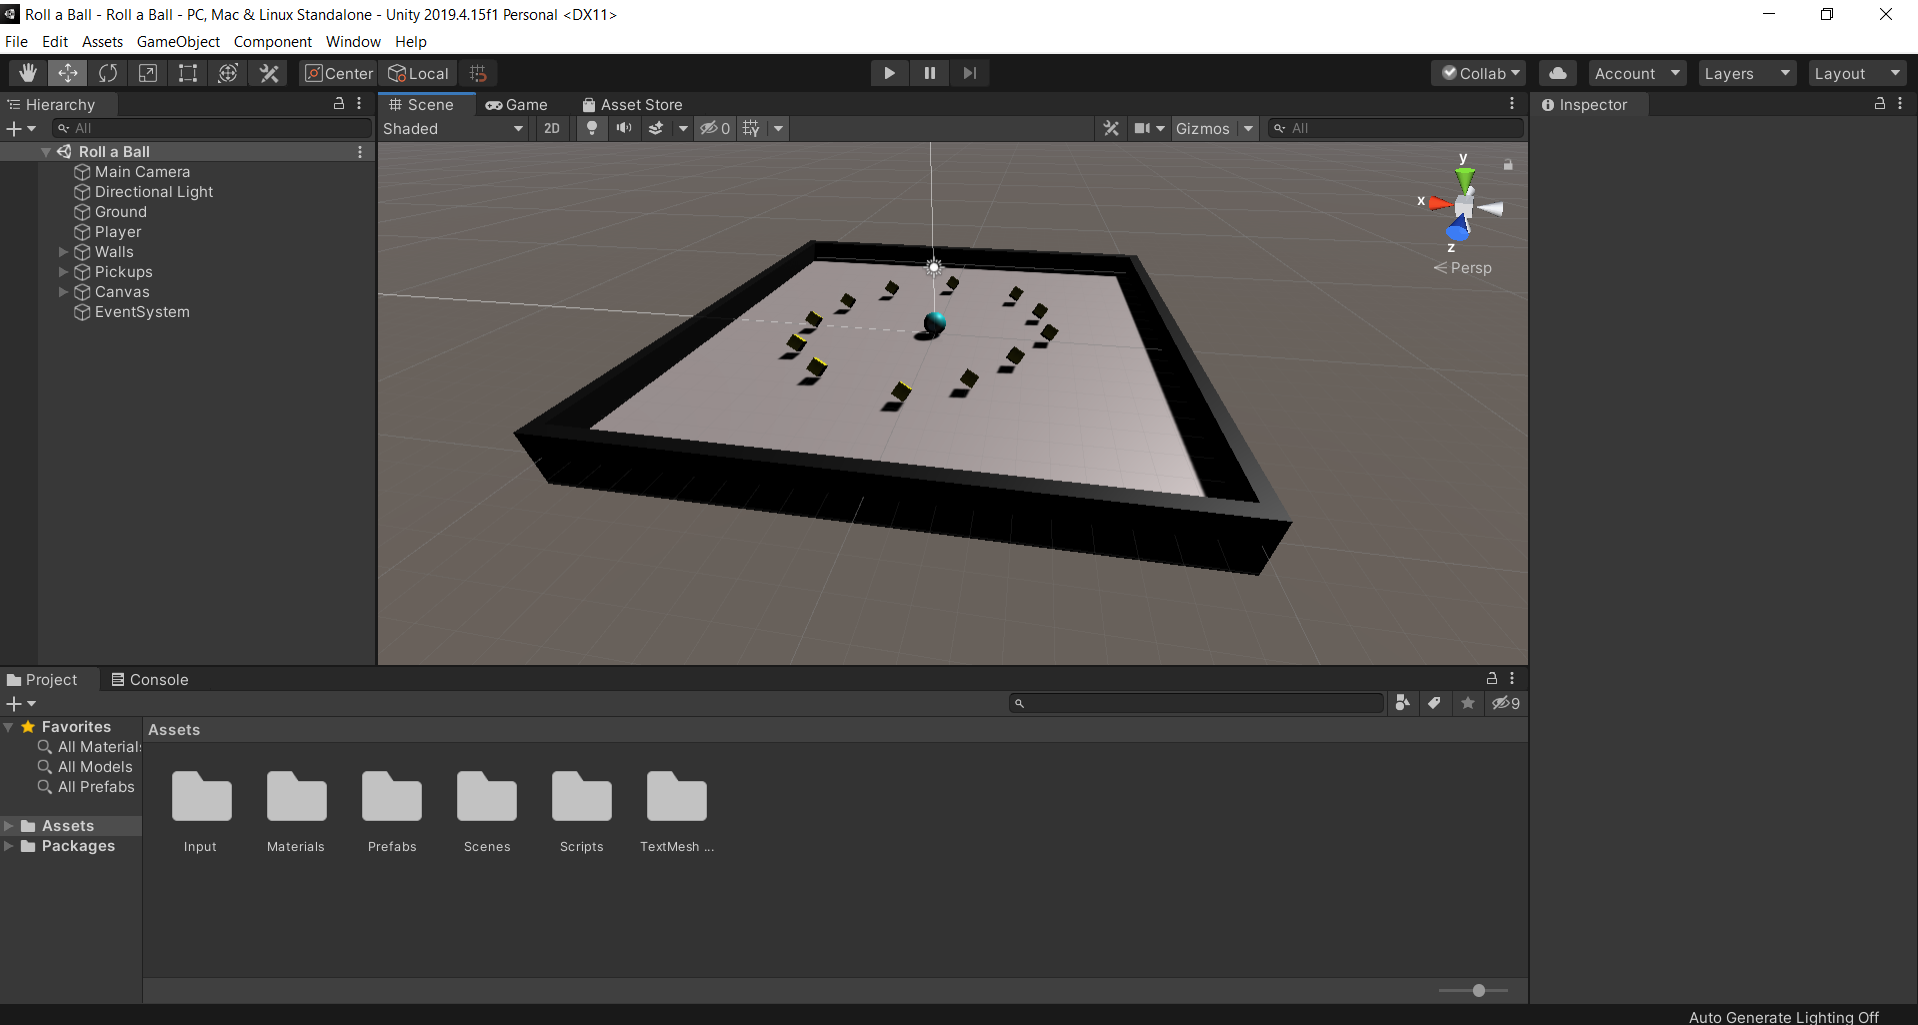 Roll a Ball - Roll a Ball - PC, Mac & Linux Standalone - Unity 2019.4.15f1 Personal <DX11>
File Edit Assets GameObject Component Window Help
Center Local Collab Account Layers Layout
Hierarchy
All
Roll a Ball
Main Camera
Directional Light
Ground
Player
Walls
Pickups
Canvas
EventSystem
Scene Game Asset Store
Shaded 2D 0 Gizmos All
y
x
z
Persp
Inspector
Project Console
9
Favorites
All Materials
All Models
All Prefabs
Assets
Packages
Assets
Input Materials Prefabs Scenes Scripts TextMesh ...
Auto Generate Lighting Off